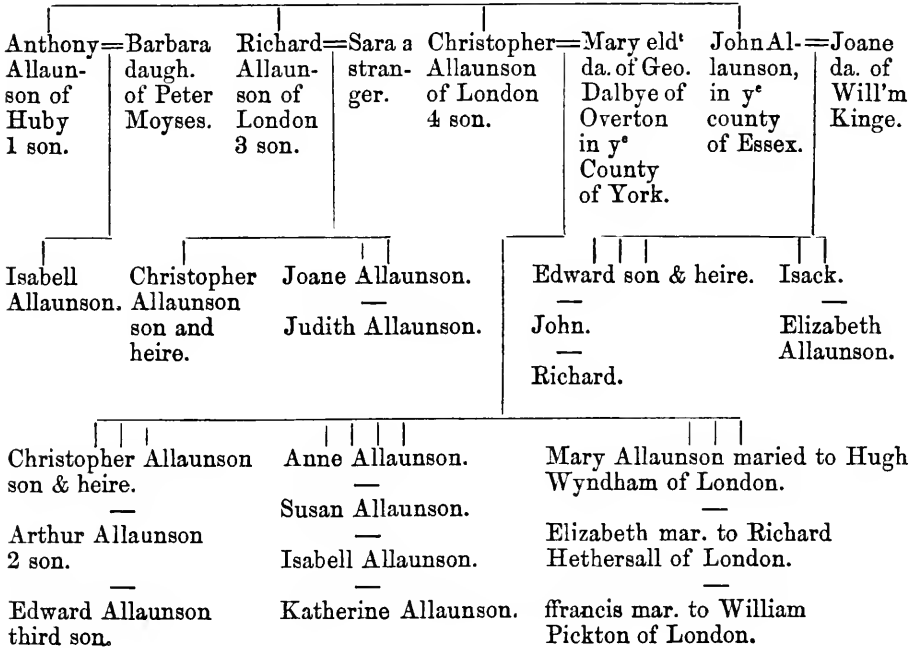 Anthony=Barbara
Allaun-
son of
Huby
1 son.
daugh.
of Peter
Moyses.
Richard=Sara a
Allaun-
son of
London
3 son.
stran-
ger.
Christopher=Mary eldᵗ
Allaunson
of London
4 son.
da. of Geo.
Dalbye of
Overton
in yᵉ
County
of York.
John Al-=Joane
launson,
in yᵉ
county
of Essex.
da. of
Will'm
Kinge.
Isabell
Allaunson.
Christopher
Allaunson
son and
heire.
Joane Allaunson.
Judith Allaunson.
Edward son & heire.
John.
Richard.
Isack.
Elizabeth
Allaunson.
Christopher Allaunson
son & heire.
Arthur Allaunson
2 son.
Edward Allaunson
third son.
Anne Allaunson.
Susan Allaunson.
Isabell Allaunson.
Katherine Allaunson.
Mary Allaunson maried to Hugh
Wyndham of London.
Elizabeth mar. to Richard
Hethersall of London.
ffrancis mar. to William
Pickton of London.